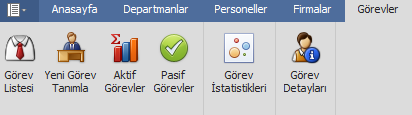 Anasayfa Departmanlar Personeller Firmalar Görevler
Görev Listesi
Yeni Görev Tanımla
Aktif Görevler
Pasif Görevler
Görev İstatistikleri
Görev Detayları